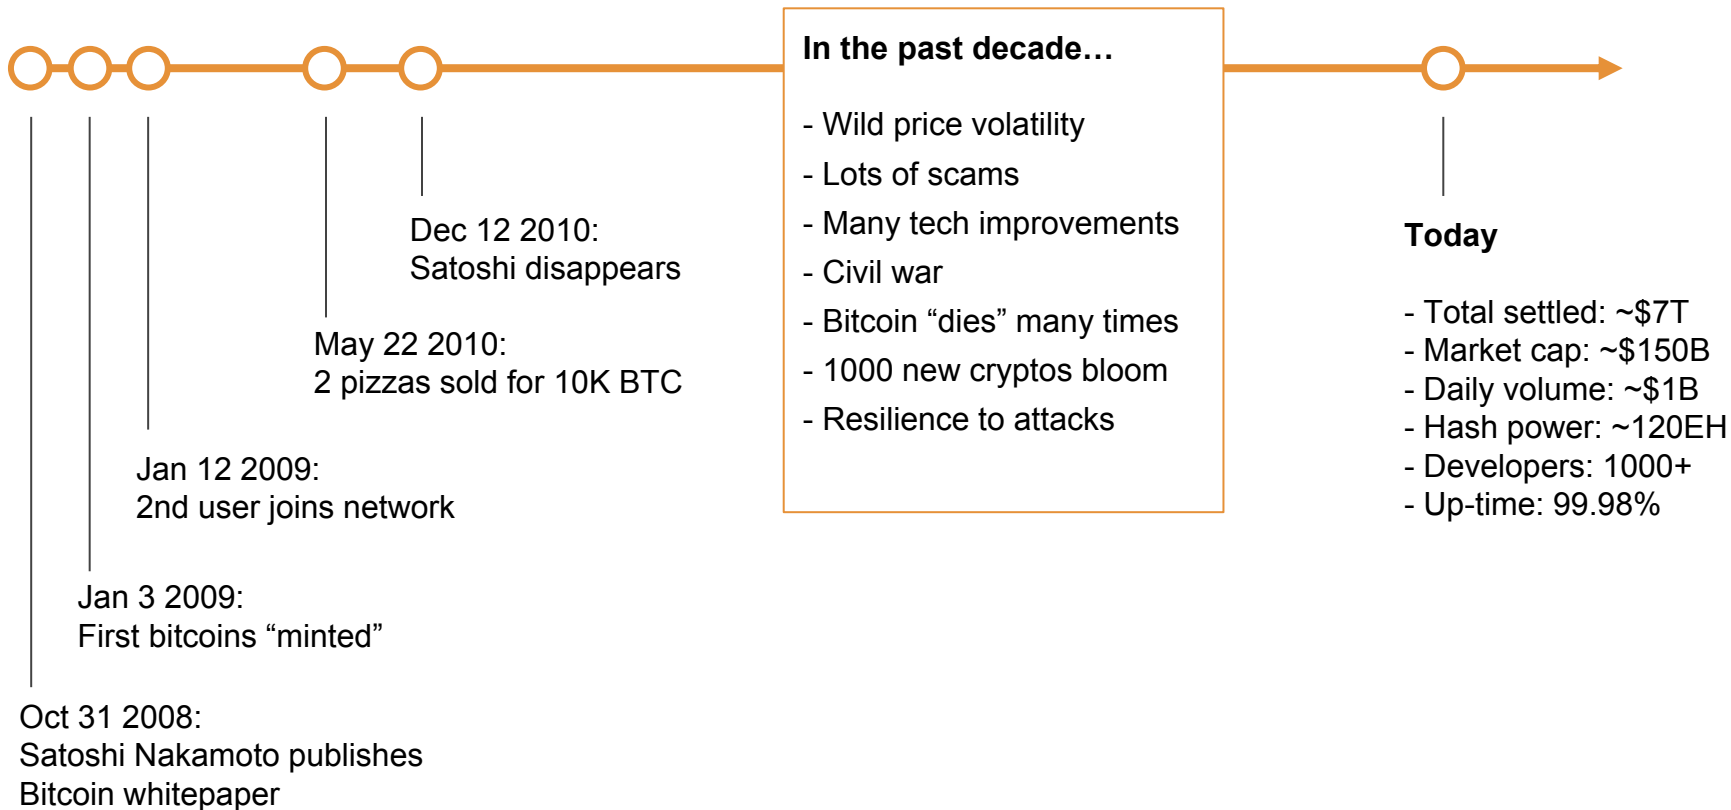 Oct 31 2008:
Satoshi Nakamoto publishes
Bitcoin whitepaper
Jan 3 2009:
First bitcoins “minted”
Jan 12 2009:
2nd user joins network
May 22 2010:
2 pizzas sold for 10K BTC
Dec 12 2010:
Satoshi disappears
In the past decade…
- Wild price volatility
- Lots of scams
- Many tech improvements
- Civil war
- Bitcoin “dies” many times
- 1000 new cryptos bloom
- Resilience to attacks
Today
- Total settled: ~$7T
- Market cap: ~$150B
- Daily volume: ~$1B
- Hash power: ~120EH
- Developers: 1000+
- Up-time: 99.98%